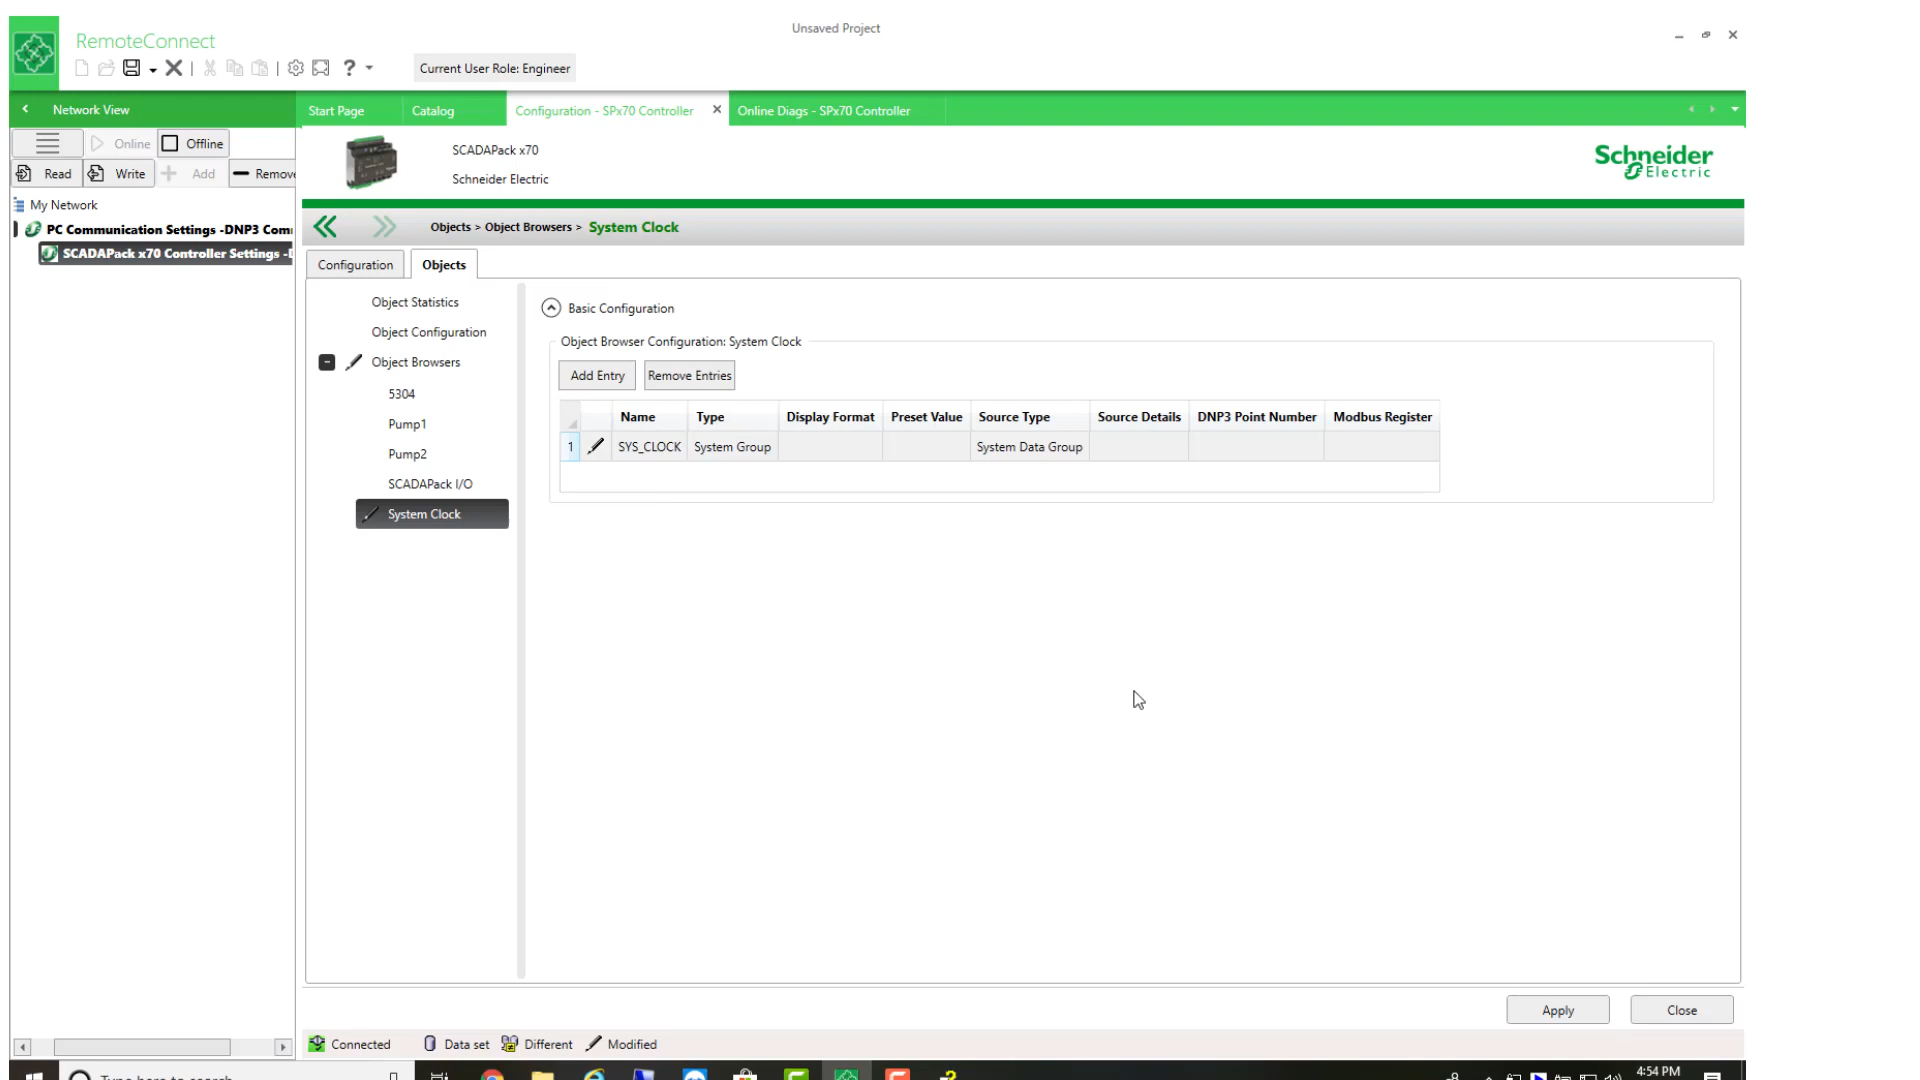 Unsaved Project
RemoteConnect
Current User Role: Engineer
Network View
Start Page
Catalog
Configuration - SPx70 Controller
Online Diags - SPx70 Controller
Online
Offline
Read
Write
Add
Remove
SCADAPack x70
Schneider Electric
Schneider
Electric
My Network
PC Communication Settings -DNP3 Com
SCADAPack x70 Controller Settings -
Objects > Object Browsers > System Clock
Configuration
Objects
Object Statistics
Object Configuration
Object Browsers
5304
Pump1
Pump2
SCADAPack I/O
System Clock
Basic Configuration
Object Browser Configuration: System Clock
Add Entry
Remove Entries
Name Type Display Format Preset Value Source Type Source Details DNP3 Point Number Modbus Register
1 SYS_CLOCK System Group System Data Group
Apply
Close
Connected
Data set
Different
Modified
Type here to search
4:54 PM